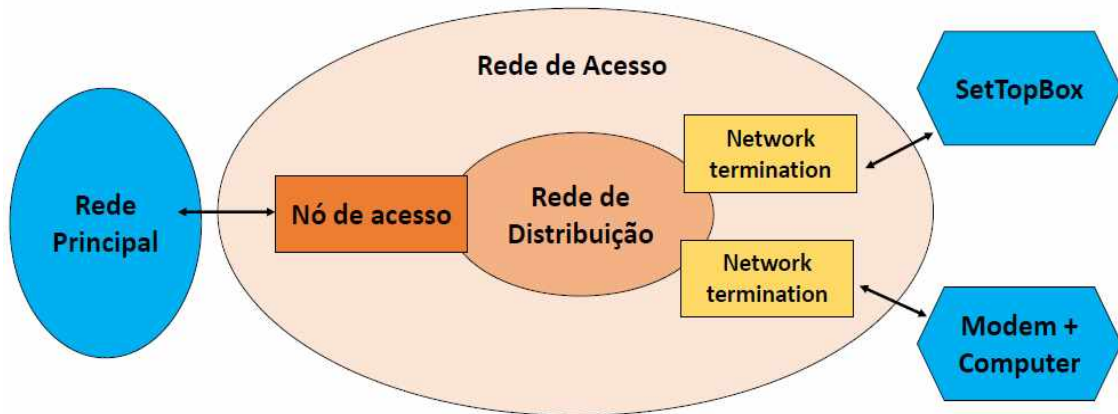 Rede de Acesso
SetTopBox
Network
termination
Rede
Principal
Nó de acesso
Rede de
Distribuição
Network
termination
Modem +
Computer